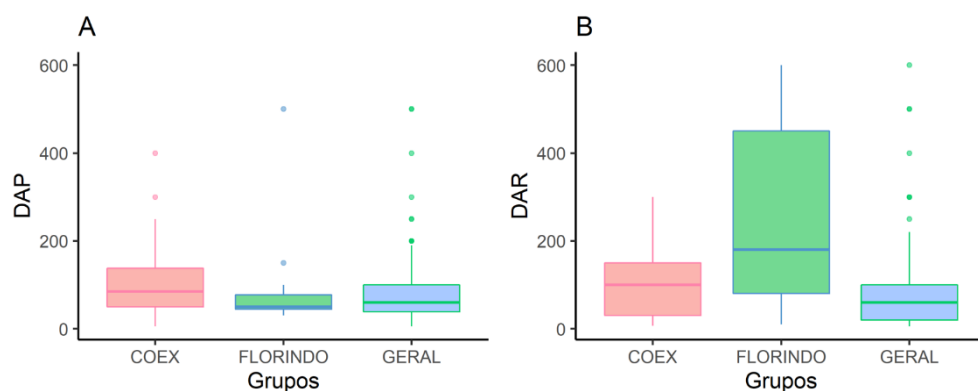 A
600
400
200
0
DAP
COEX
FLORINDO
GERAL
Grupos
B
600
400
200
0
DAR
COEX
FLORINDO
GERAL
Grupos